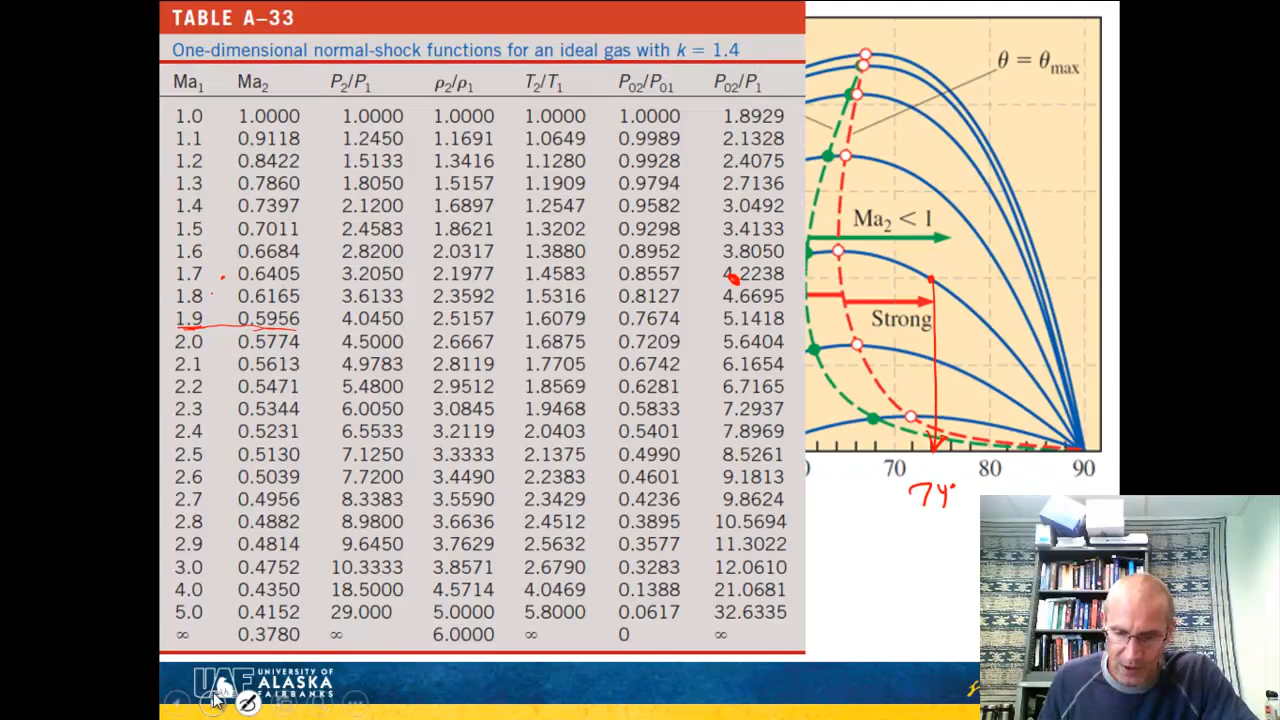 TABLE A–33
One-dimensional normal-shock functions for an ideal gas with k = 1.4
Ma1 Ma2 P2/P1 ρ2/ρ1 T2/T1 P02/P01 P02/P1
1.0 1.0000 1.0000 1.0000 1.0000 1.0000 1.8929
1.1 0.9118 1.2450 1.1691 1.0649 0.9989 2.1328
1.2 0.8422 1.5133 1.3416 1.1280 0.9928 2.4075
1.3 0.7860 1.8050 1.5157 1.1909 0.9794 2.7136
1.4 0.7397 2.1200 1.6897 1.2547 0.9582 3.0492
1.5 0.7011 2.4583 1.8621 1.3202 0.9298 3.4133
1.6 0.6684 2.8200 2.0317 1.3880 0.8952 3.8050
1.7 0.6405 3.2050 2.1977 1.4583 0.8557 4.2238
1.8 0.6165 3.6133 2.3592 1.5316 0.8127 4.6695
1.9 0.5956 4.0450 2.5157 1.6079 0.7674 5.1418
2.0 0.5774 4.5000 2.6667 1.6875 0.7209 5.6404
2.1 0.5613 4.9783 2.8119 1.7705 0.6742 6.1654
2.2 0.5471 5.4800 2.9512 1.8569 0.6281 6.7165
2.3 0.5344 6.0050 3.0845 1.9468 0.5833 7.2937
2.4 0.5231 6.5533 3.2119 2.0403 0.5401 7.8969
2.5 0.5130 7.1250 3.3333 2.1375 0.4990 8.5261
2.6 0.5039 7.7200 3.4490 2.2383 0.4601 9.1813
2.7 0.4956 8.3383 3.5590 2.3429 0.4236 9.8624
2.8 0.4882 8.9800 3.6636 2.4512 0.3895 10.5694
2.9 0.4814 9.6450 3.7629 2.5632 0.3577 11.3022
3.0 0.4752 10.3333 3.8571 2.6790 0.3283 12.0610
4.0 0.4350 18.5000 4.5714 4.0469 0.1388 21.0681
5.0 0.4152 29.000 5.0000 5.8000 0.0617 32.6335
∞ 0.3780 ∞ 6.0000 ∞ 0 ∞
θ = θmax
Ma2 < 1
Strong
70 80 90
74°
UAF UNIVERSITY OF
ALASKA
FAIRBANKS